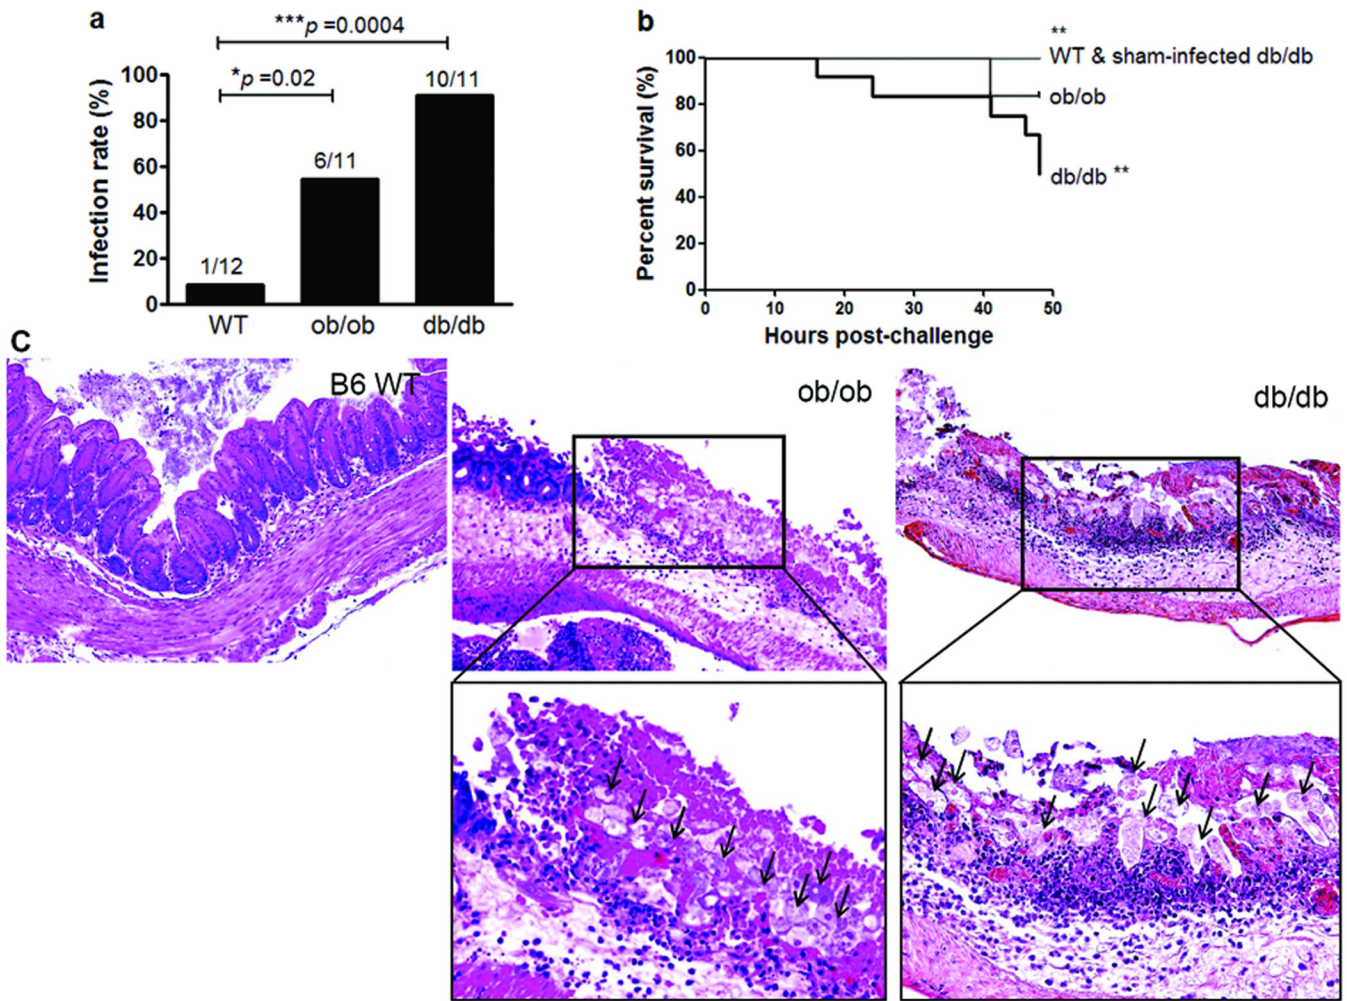 a
***p =0.0004
*p =0.02
10/11
6/11
1/12
Infection rate (%)
100
80
60
40
20
0
WT
ob/ob
db/db
b
**
WT & sham-infected db/db
ob/ob
db/db **
Percent survival (%)
100
80
60
40
20
0
0
10
20
30
40
50
Hours post-challenge
C
B6 WT
ob/ob
db/db